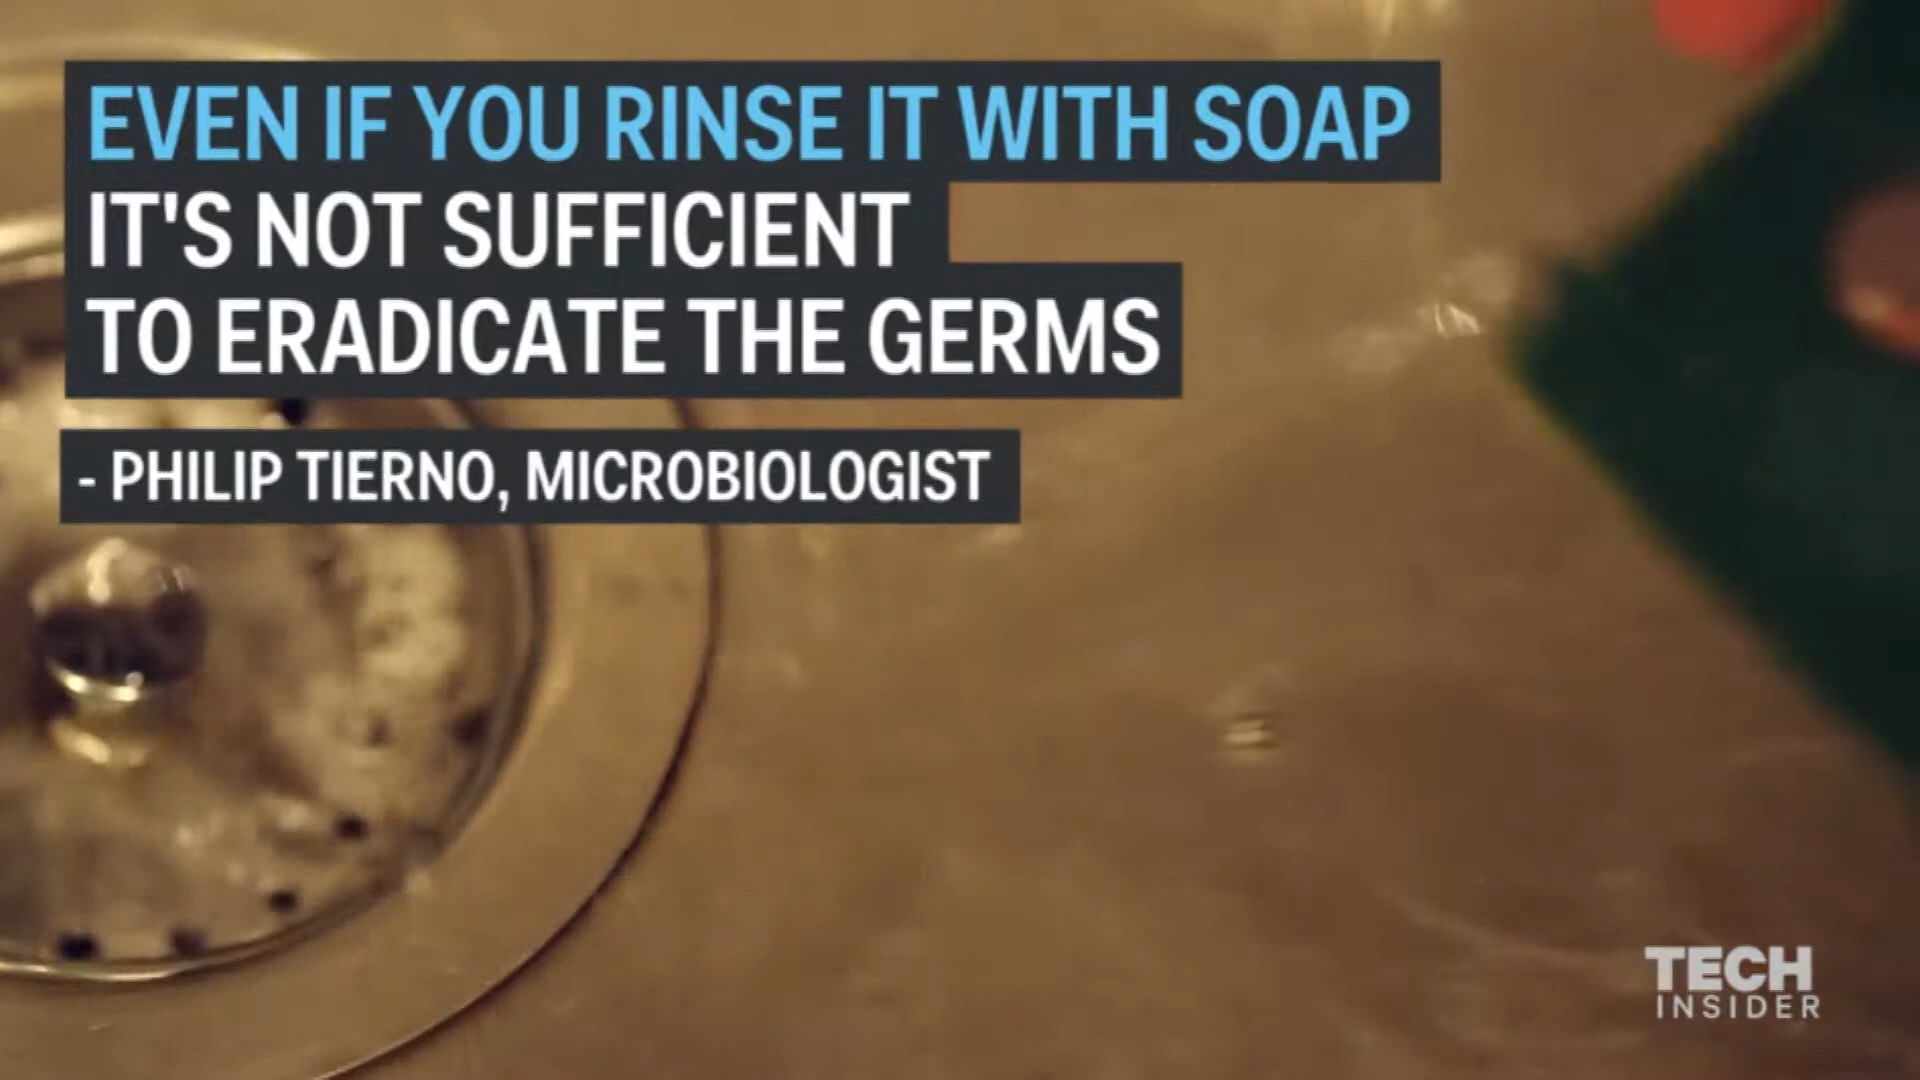 EVEN IF YOU RINSE IT WITH SOAP
IT'S NOT SUFFICIENT
TO ERADICATE THE GERMS
- PHILIP TIERNO, MICROBIOLOGIST
TECH
INSIDER